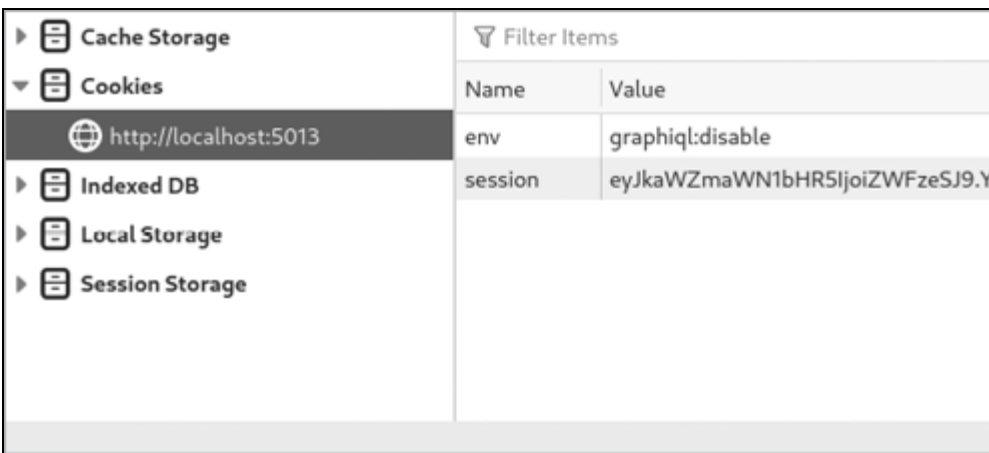 Cache Storage
Cookies
http://localhost:5013
Indexed DB
Local Storage
Session Storage
Filter Items
Name Value
env graphiql:disable
session eyJkaWZmaWN1bHR5IjoiZWFzeSJ9.Y